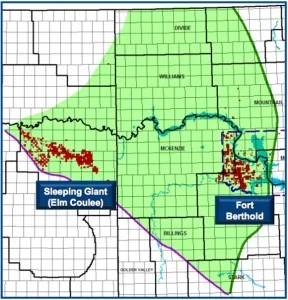 DIVIDE
WILLIAMS
MOUNTRAIL
MCKENZIE
Sleeping Giant
(Elm Coulee)
Fort
Berthold
BILLINGS
GOLDEN VALLEY
STARK